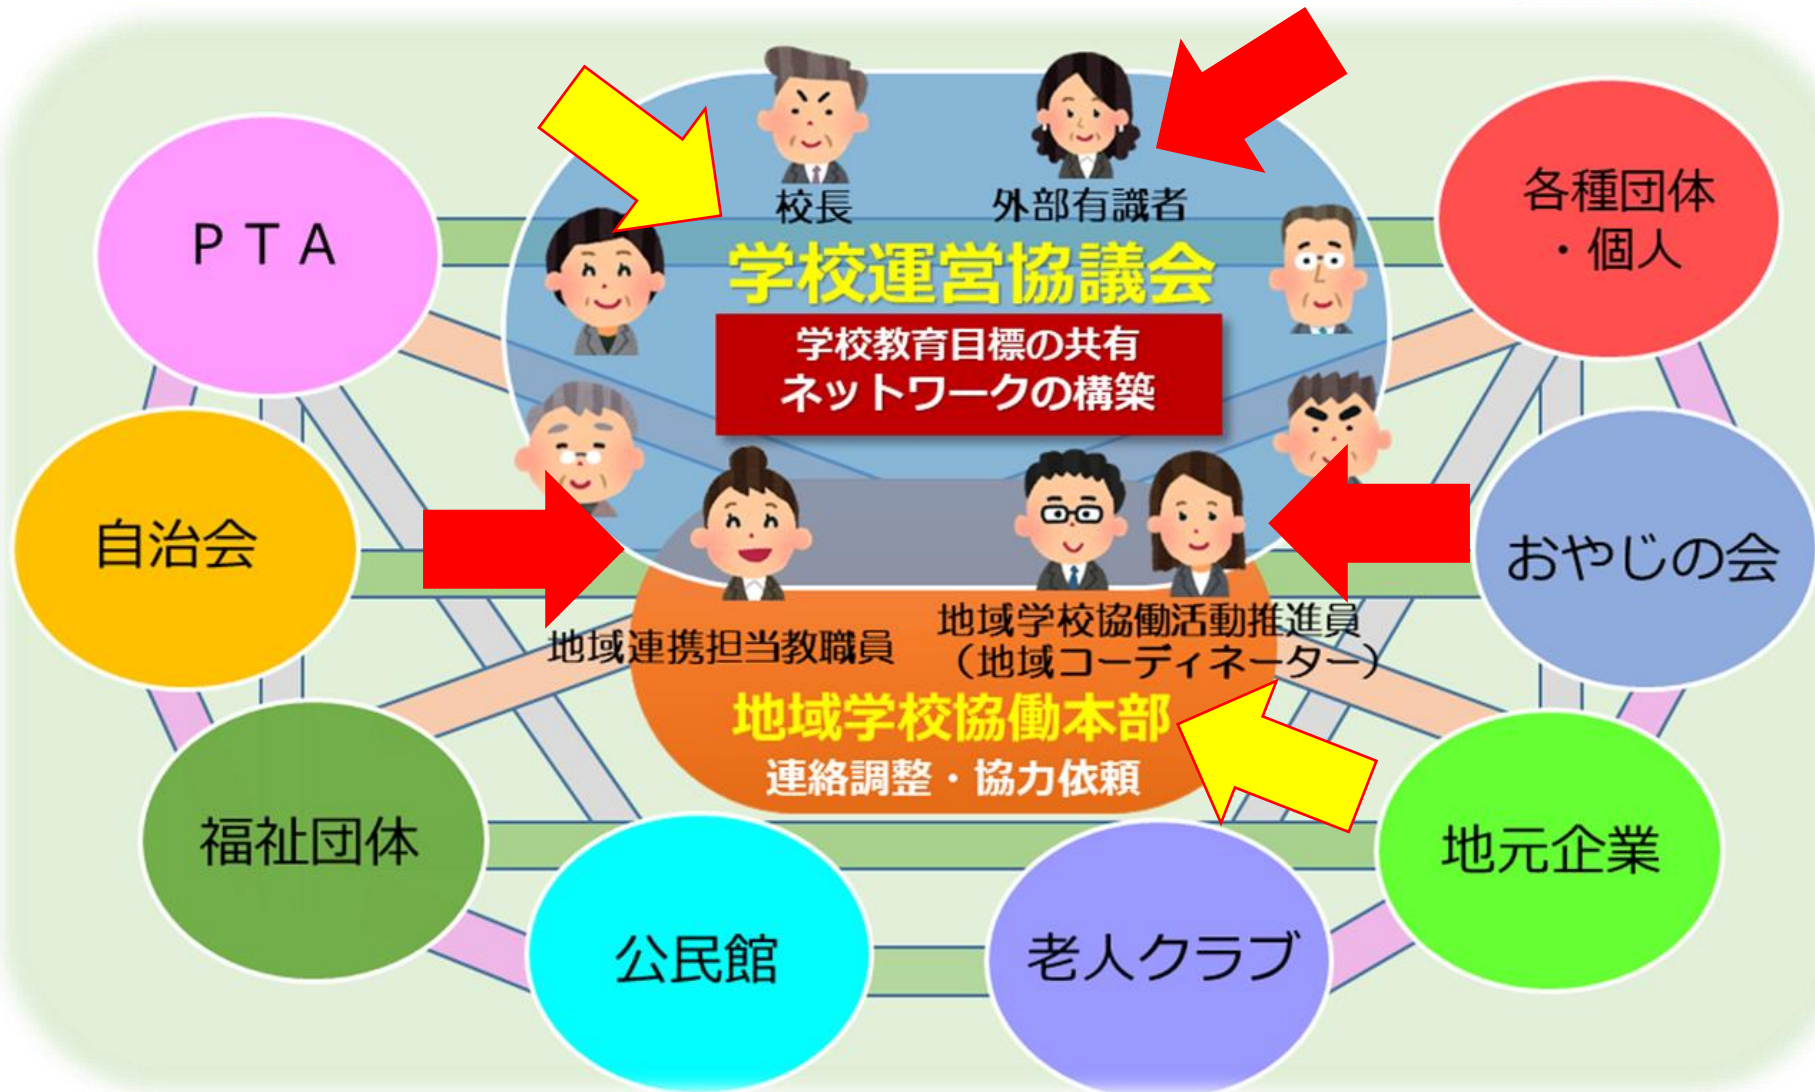 校長
外部有識者
学校運営協議会
学校教育目標の共有
ネットワークの構築
ＰＴＡ
各種団体
・個人
自治会
おやじの会
地域連携担当教職員
地域学校協働活動推進員
（地域コーディネーター）
地域学校協働本部
連絡調整・協力依頼
福祉団体
地元企業
公民館
老人クラブ